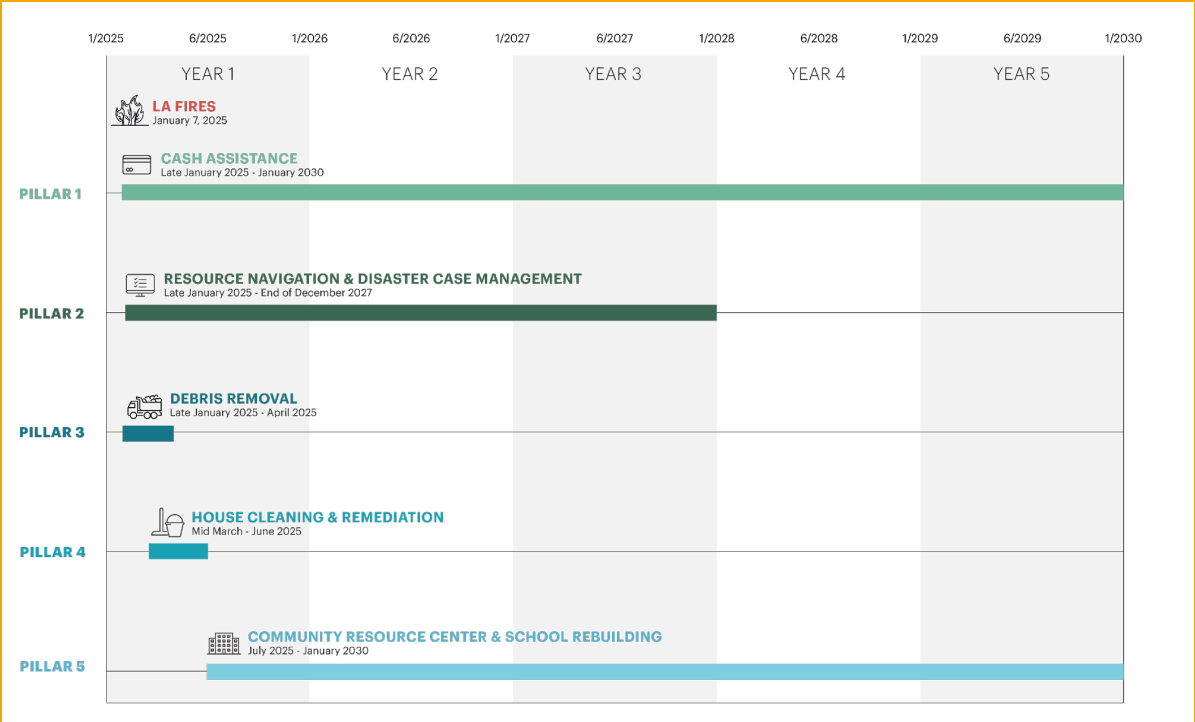 1/2025 6/2025 1/2026 6/2026 1/2027 6/2027 1/2028 6/2028 1/2029 6/2029 1/2030
YEAR 1 YEAR 2 YEAR 3 YEAR 4 YEAR 5
LA FIRES
January 7, 2025
CASH ASSISTANCE
Late January 2025 - January 2030
PILLAR 1
RESOURCE NAVIGATION & DISASTER CASE MANAGEMENT
Late January 2025 - End of December 2027
PILLAR 2
DEBRIS REMOVAL
Late January 2025 - April 2025
PILLAR 3
HOUSE CLEANING & REMEDIATION
Mid March - June 2025
PILLAR 4
COMMUNITY RESOURCE CENTER & SCHOOL REBUILDING
July 2025 - January 2030
PILLAR 5